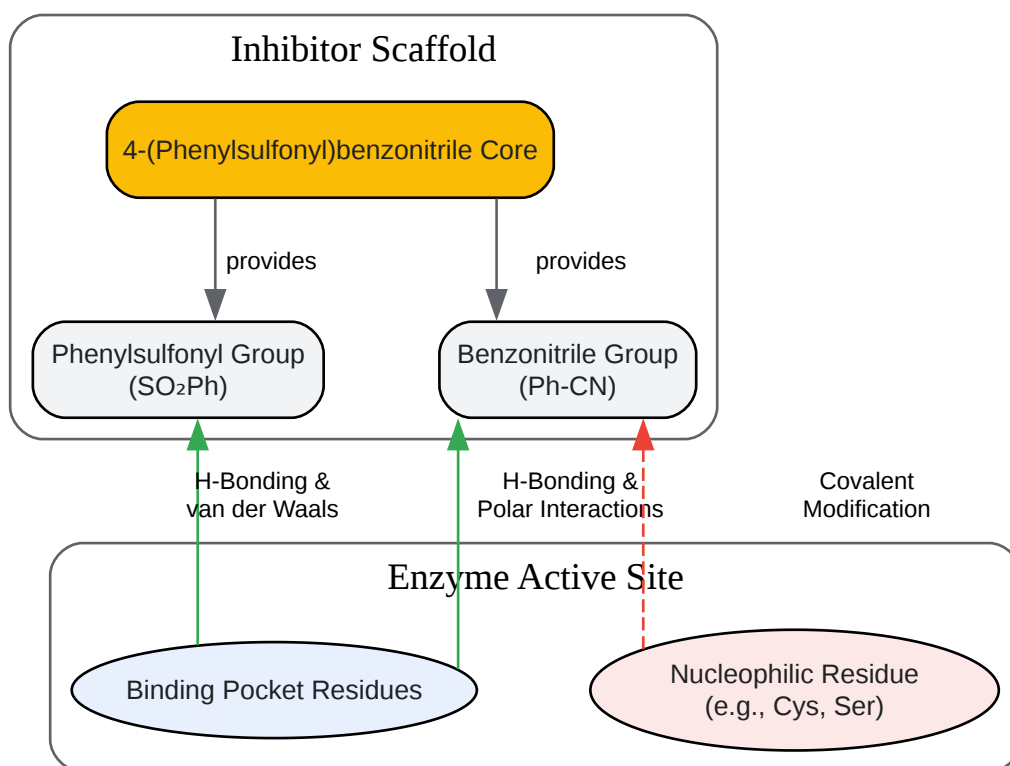 Inhibitor Scaffold
4-(Phenylsulfonyl)benzonitrile Core
provides
provides
Phenylsulfonyl Group
(SO₂Ph)
Benzonitrile Group
(Ph-CN)
H-Bonding &
van der Waals
H-Bonding &
Polar Interactions
Covalent
Modification
Enzyme Active Site
Binding Pocket Residues
Nucleophilic Residue
(e.g., Cys, Ser)